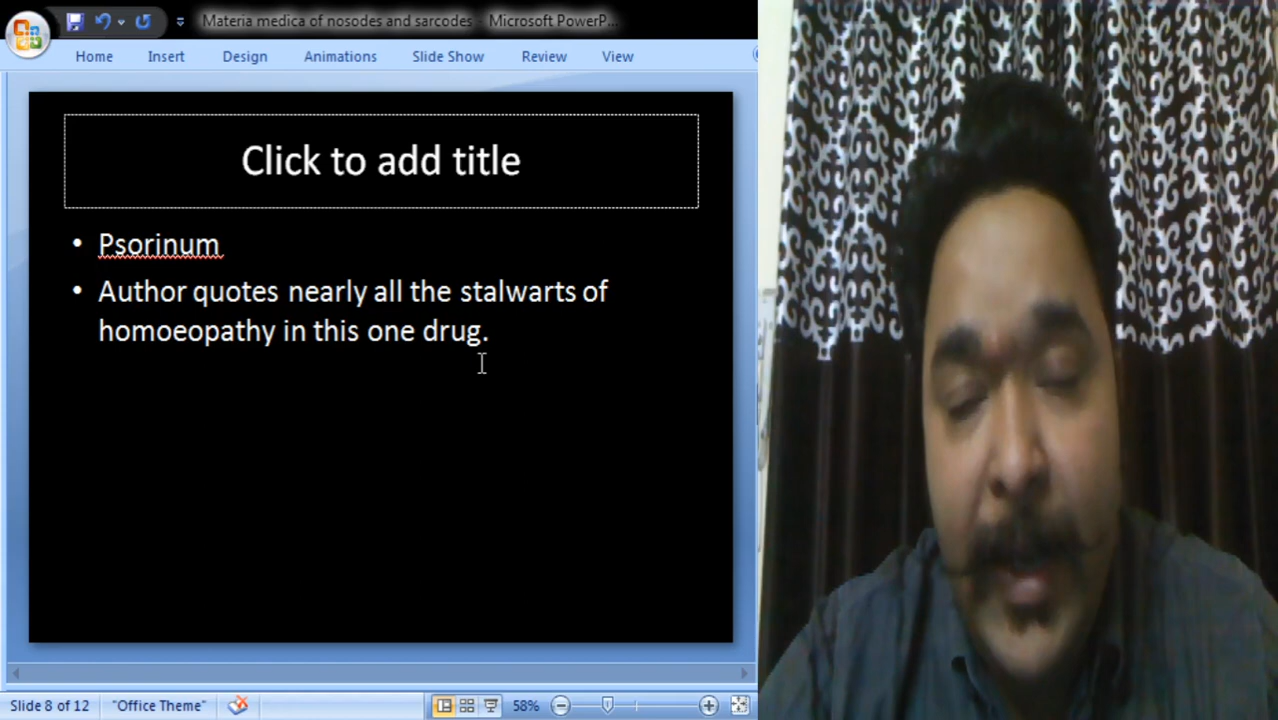 Materia medica of nosodes and sarcodes - Microsoft PowerP...
Home Insert Design Animations Slide Show Review View
Click to add title
• Psorinum
• Author quotes nearly all the stalwarts of
homoeopathy in this one drug.
Slide 8 of 12 "Office Theme" 58%